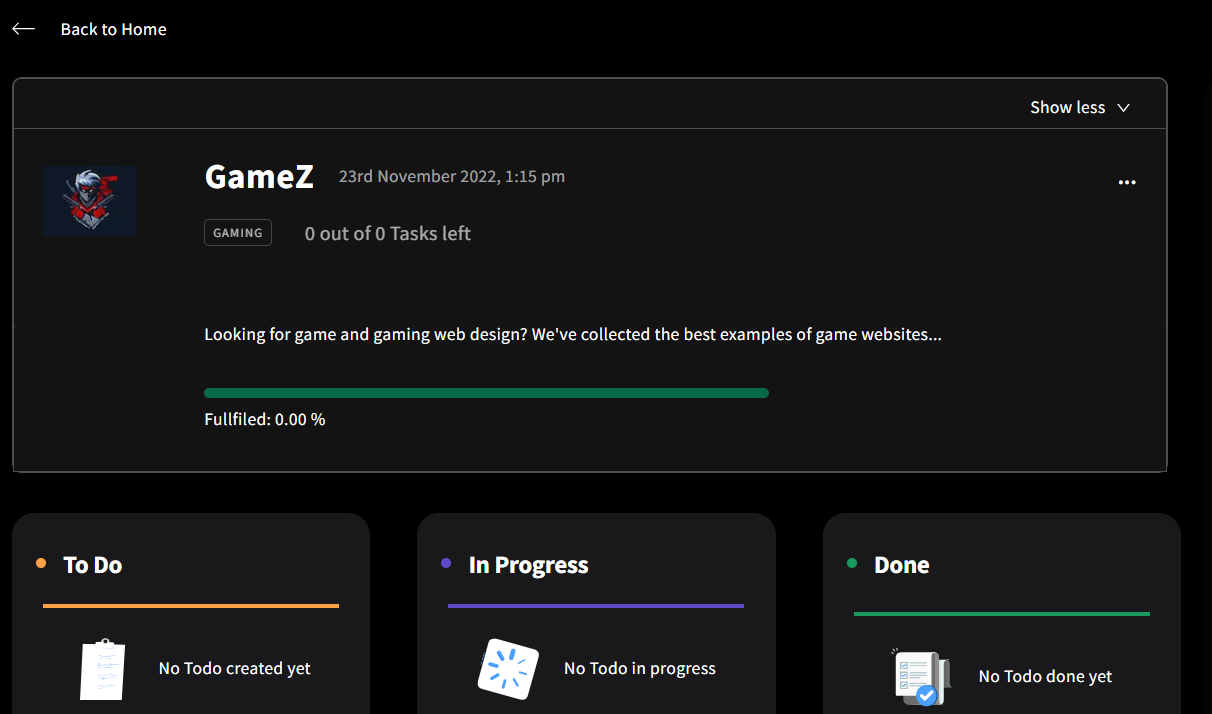 Back to Home
Show less
GameZ 23rd November 2022, 1:15 pm
GAMING 0 out of 0 Tasks left
Looking for game and gaming web design? We've collected the best examples of game websites...
Fullfiled: 0.00 %
To Do
In Progress
Done
No Todo created yet
No Todo in progress
No Todo done yet